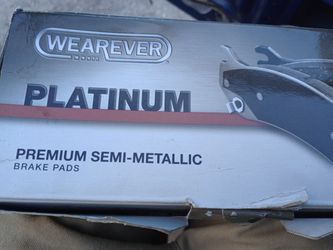 WEAREVER
PLATINUM
PREMIUM SEMI-METALLIC
BRAKE PADS